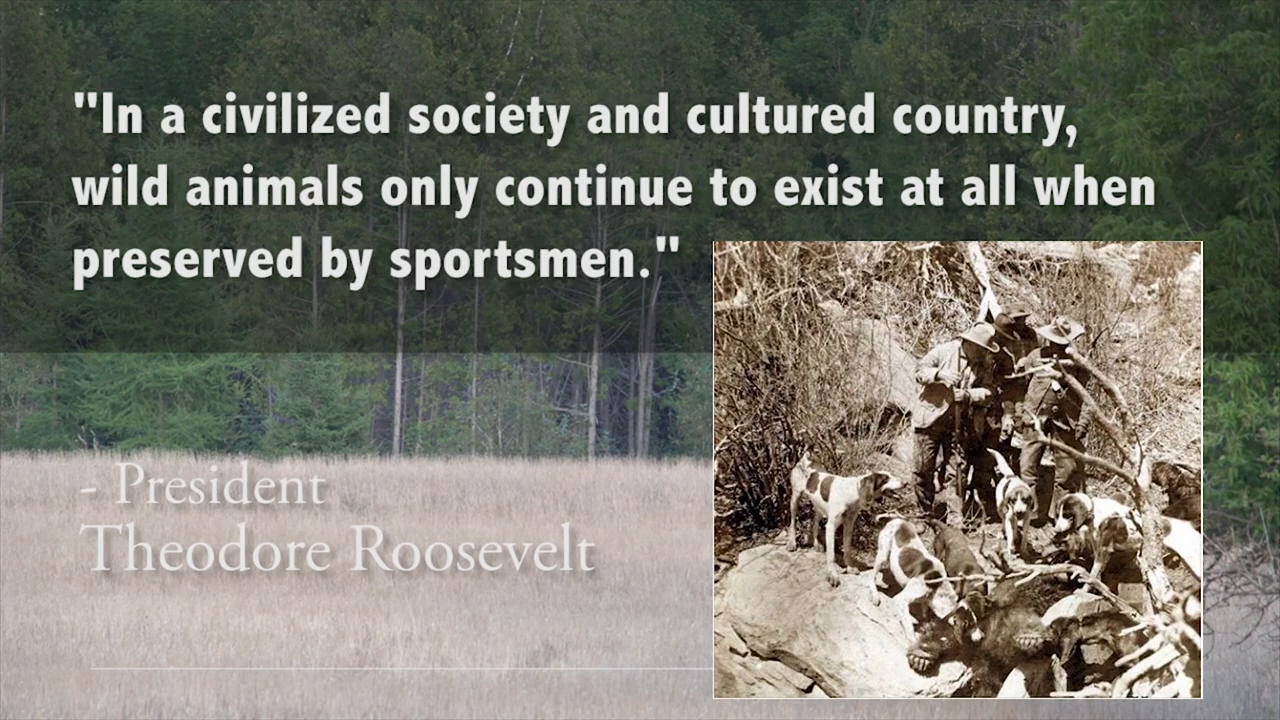 "In a civilized society and cultured country,
wild animals only continue to exist at all when
preserved by sportsmen."
- President
Theodore Roosevelt